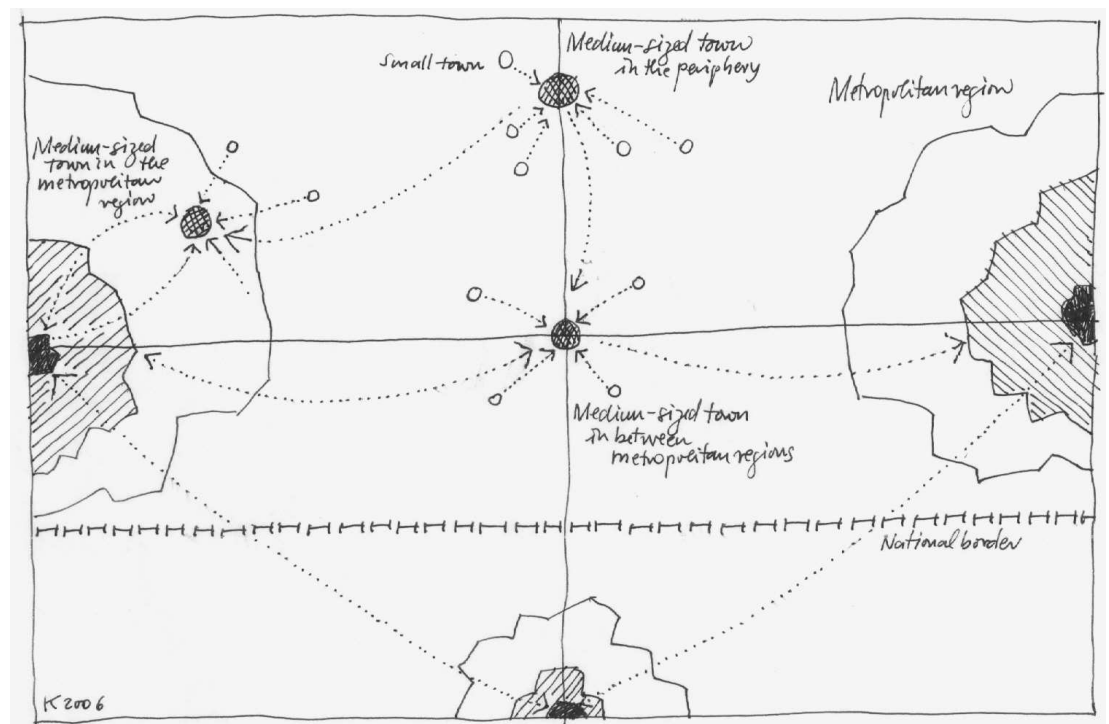 Small town
Medium-sized town
in the periphery
Metropolitan region
Medium-sized
town in the
metropolitan
region
Medium-sized town
in between
metropolitan regions
National border
K2006